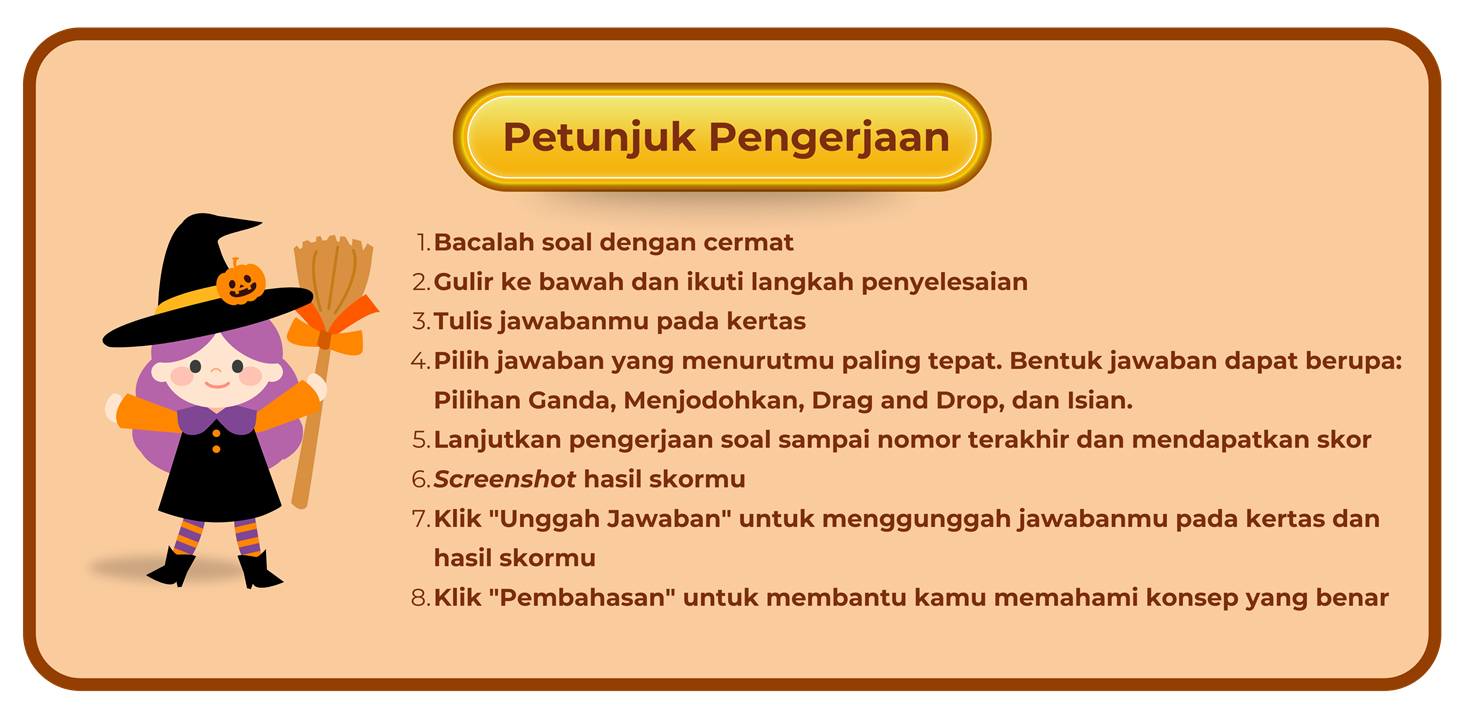 Petunjuk Pengerjaan
1. Bacalah soal dengan cermat
2. Gulir ke bawah dan ikuti langkah penyelesaian
3. Tulis jawabanmu pada kertas
4. Pilih jawaban yang menurutmu paling tepat. Bentuk jawaban dapat berupa:
Pilihan Ganda, Menjodohkan, Drag and Drop, dan Isian.
5. Lanjutkan pengerjaan soal sampai nomor terakhir dan mendapatkan skor
6. Screenshot hasil skormu
7. Klik "Unggah Jawaban" untuk menggunggah jawabanmu pada kertas dan
hasil skormu
8. Klik "Pembahasan" untuk membantu kamu memahami konsep yang benar